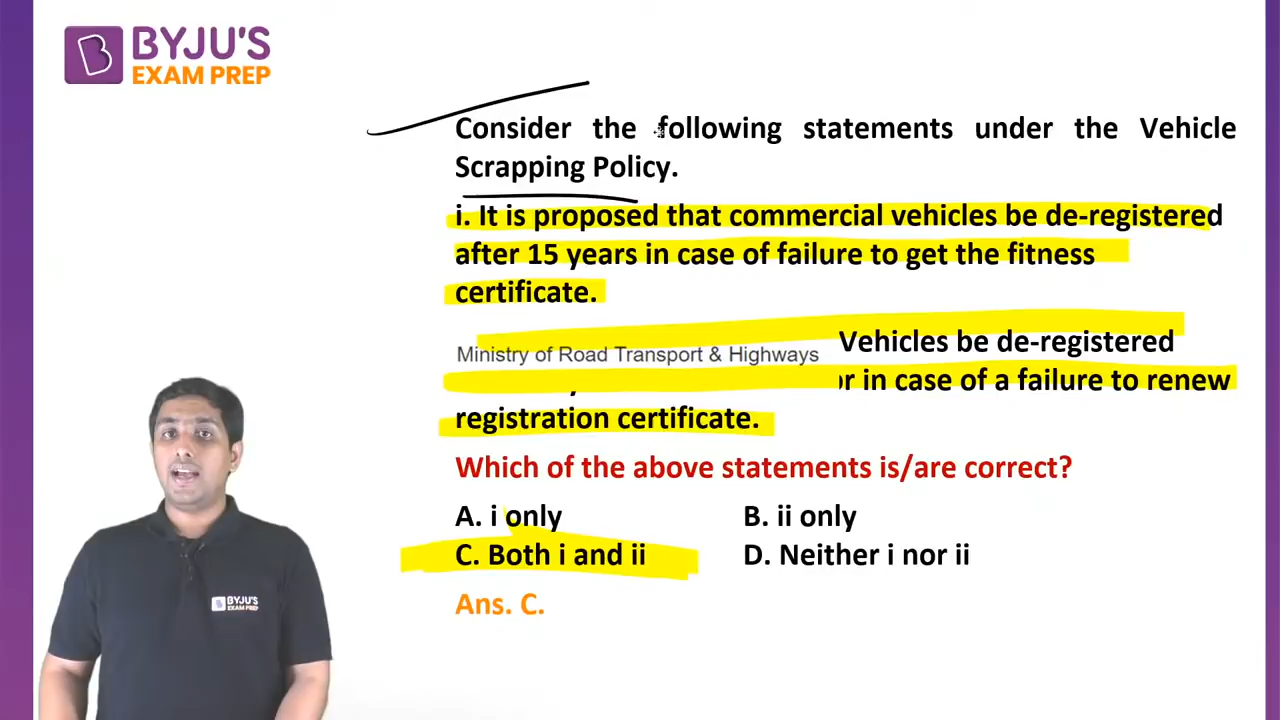 BYJU'S
EXAM PREP
Consider the following statements under the Vehicle
Scrapping Policy.
i. It is proposed that commercial vehicles be de-registered
after 15 years in case of failure to get the fitness
certificate.
Ministry of Road Transport & Highways
Vehicles be de-registered
in case of a failure to renew
registration certificate.
Which of the above statements is/are correct?
A. i only
B. ii only
C. Both i and ii
D. Neither i nor ii
Ans. C.
BYJU'S
EXAM PREP